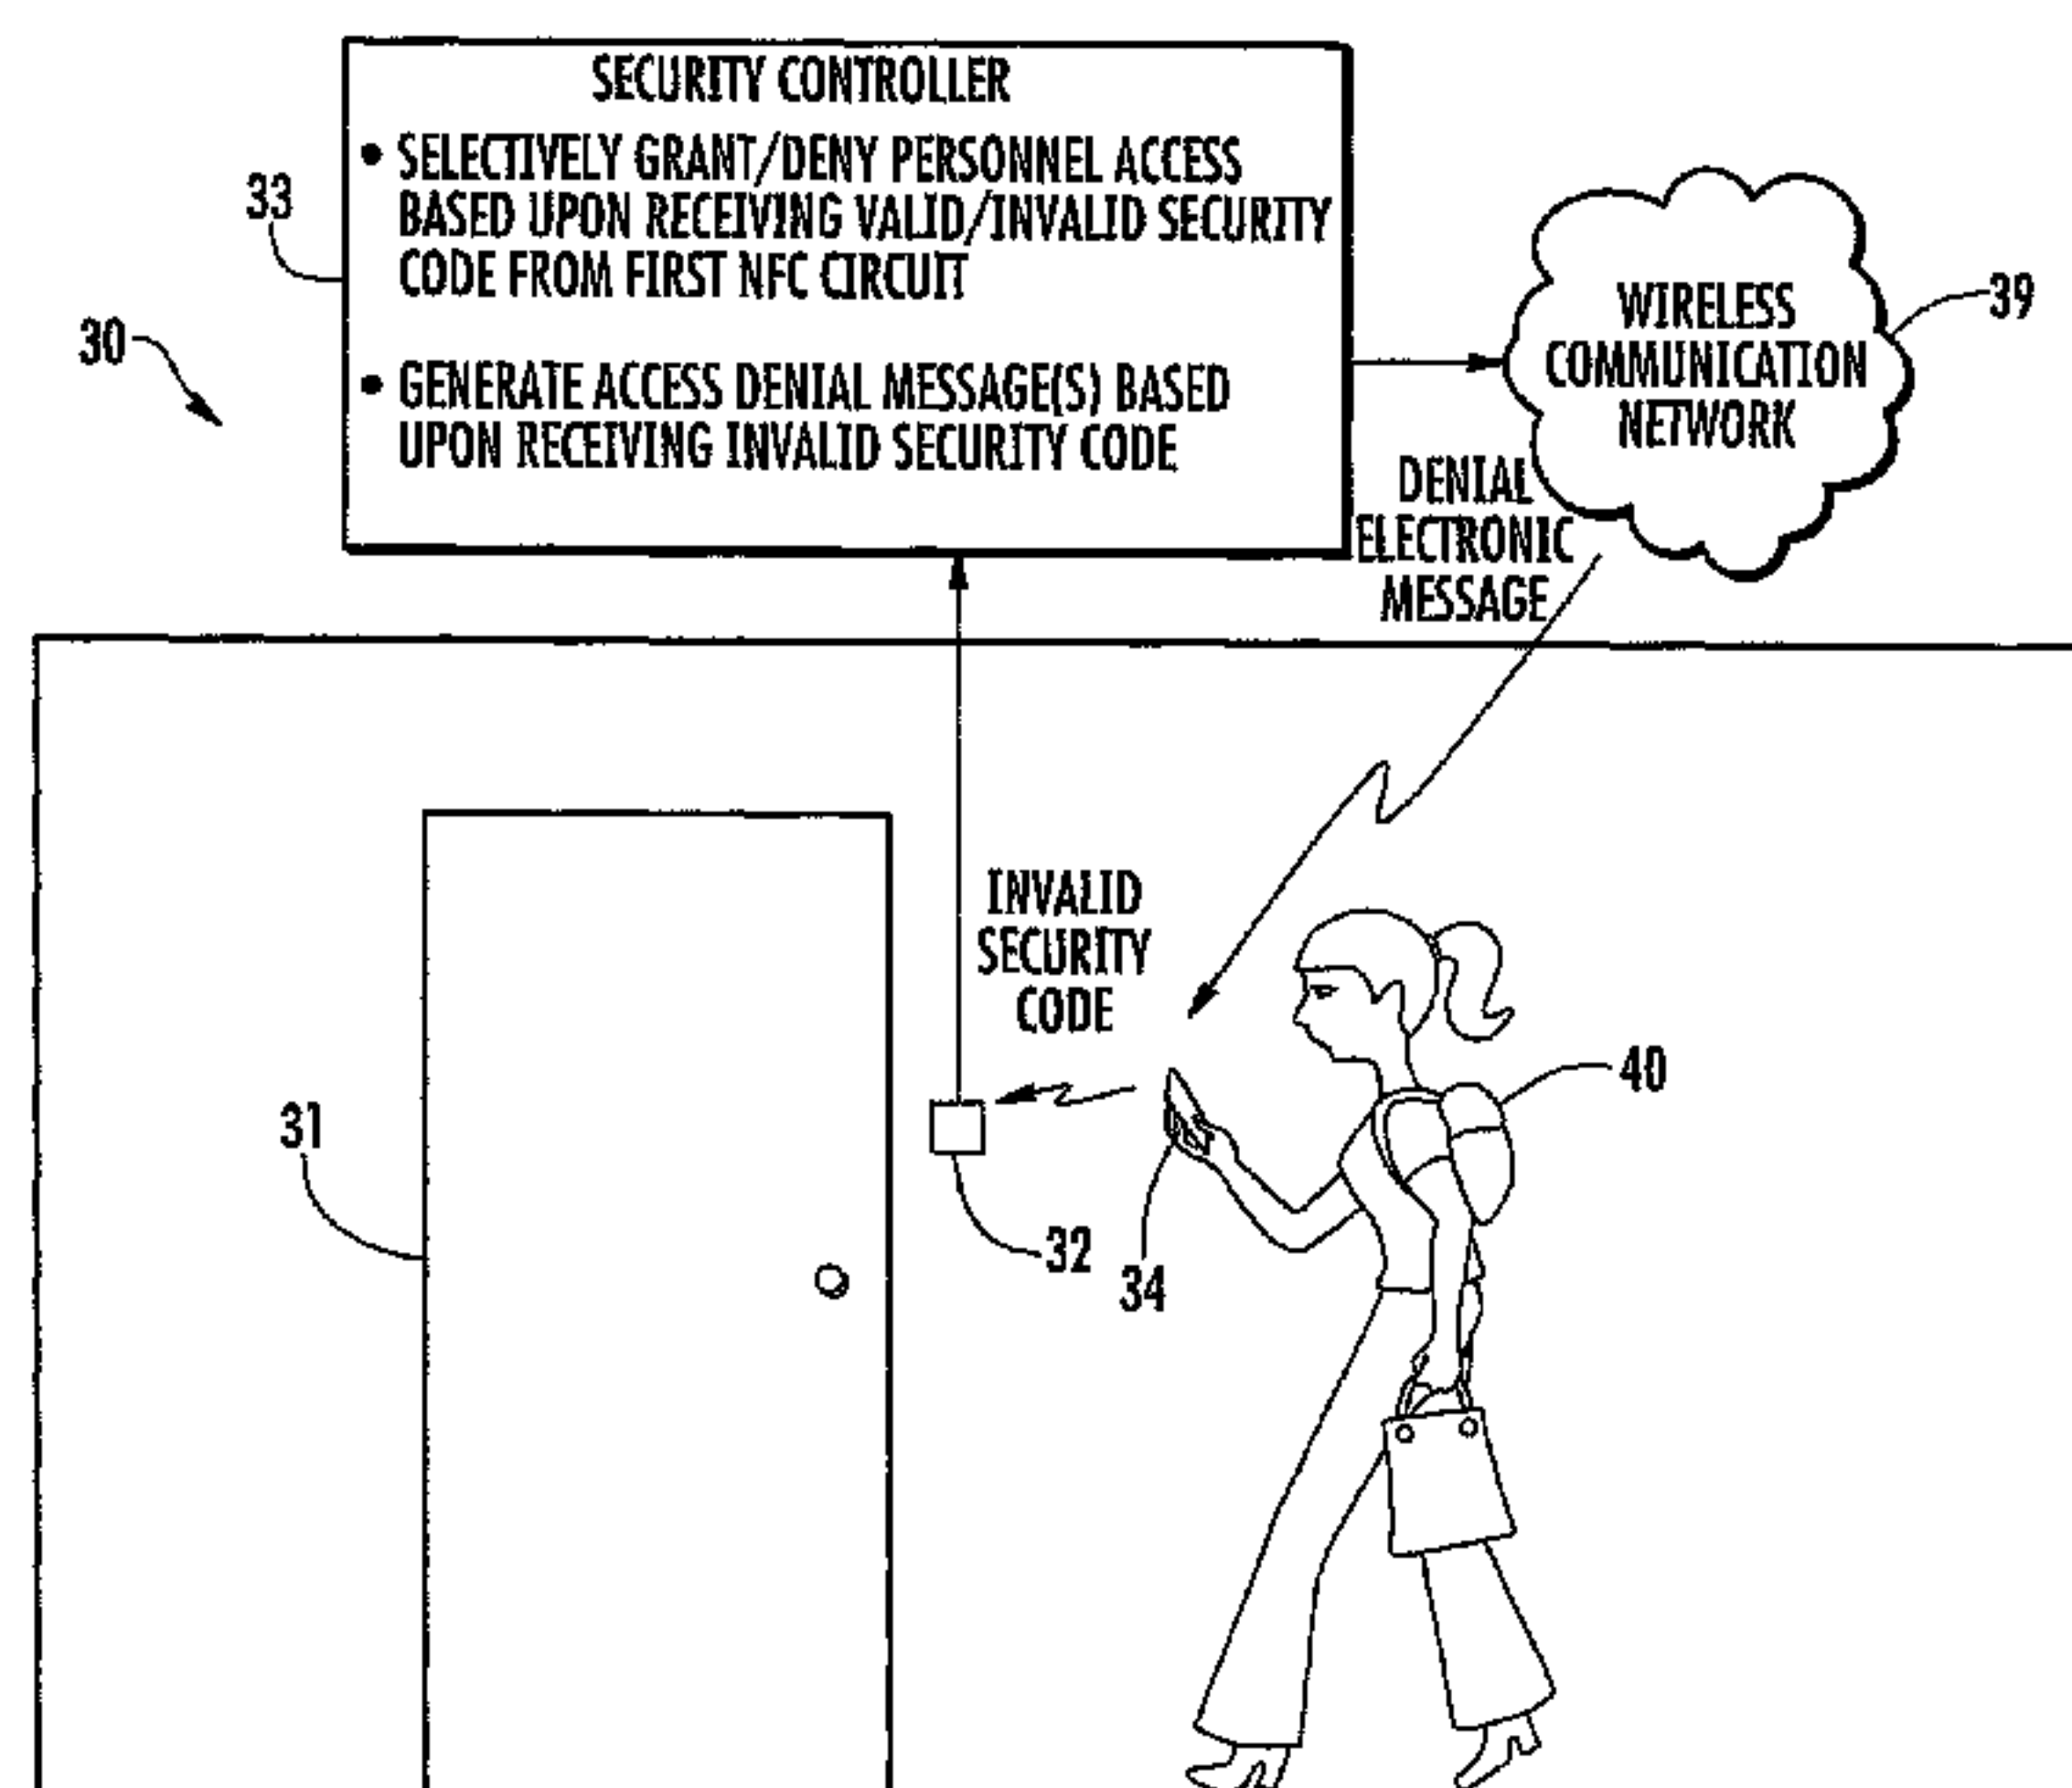 SECURITY CONTROLLER
• SELECTIVELY GRANT/DENY PERSONNEL ACCESS
BASED UPON RECEIVING VALID/INVALID SECURITY
CODE FROM FIRST NFC CIRCUIT
• GENERATE ACCESS DENIAL MESSAGE(S) BASED
UPON RECEIVING INVALID SECURITY CODE
33
30
WIRELESS
COMMUNICATION
NETWORK
39
DENIAL
ELECTRONIC
MESSAGE
INVALID
SECURITY
CODE
40
31
32
34